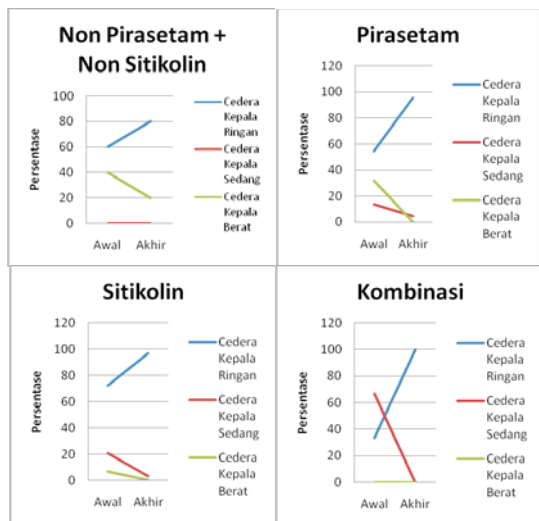 Non Pirasetam +
Non Sitikolin
100
80
60
40
20
0
Persentase
Awal Akhir
Cedera
Kepala
Ringan
Cedera
Kepala
Sedang
Cedera
Kepala
Berat
Pirasetam
120
100
80
60
40
20
0
Persentase
Awal Akhir
Cedera
Kepala
Ringan
Cedera
Kepala
Sedang
Cedera
Kepala
Berat
Sitikolin
120
100
80
60
40
20
0
Persentase
Awal Akhir
Cedera
Kepala
Ringan
Cedera
Kepala
Sedang
Cedera
Kepala
Berat
Kombinasi
120
100
80
60
40
20
0
Persentase
Awal Akhir
Cedera
Kepala
Ringan
Cedera
Kepala
Sedang
Cedera
Kepala
Berat